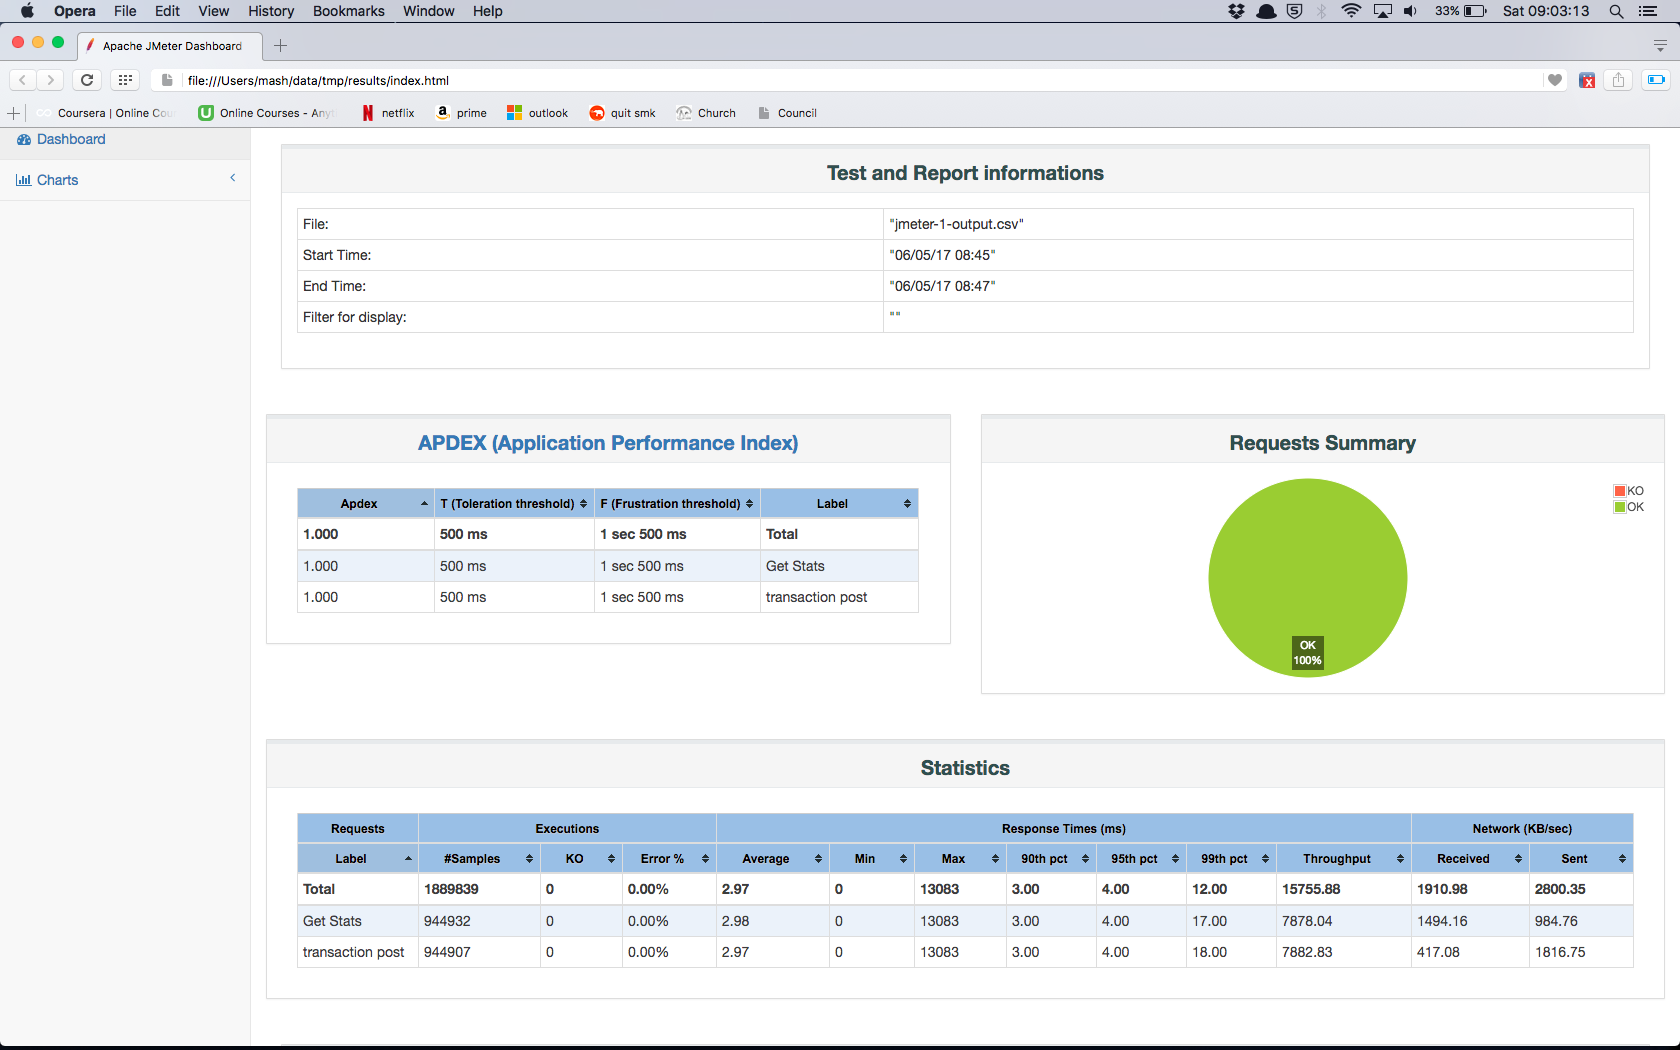 Opera File Edit View History Bookmarks Window Help 33% Sat 09:03:13
Apache JMeter Dashboard
file:///Users/mash/data/tmp/results/index.html
Coursera | Online Cou Online Courses - Anyt netflix prime outlook quit smk Church Council
Dashboard
Charts
Test and Report informations
File: "jmeter-1-output.csv"
Start Time: "06/05/17 08:45"
End Time: "06/05/17 08:47"
Filter for display: ""
APDEX (Application Performance Index)
Apdex T (Toleration threshold) F (Frustration threshold) Label
1.000 500 ms 1 sec 500 ms Total
1.000 500 ms 1 sec 500 ms Get Stats
1.000 500 ms 1 sec 500 ms transaction post
Requests Summary
KO
OK
OK
100%
Statistics
Requests Executions Response Times (ms) Network (KB/sec)
Label #Samples KO Error % Average Min Max 90th pct 95th pct 99th pct Throughput Received Sent
Total 1889839 0 0.00% 2.97 0 13083 3.00 4.00 12.00 15755.88 1910.98 2800.35
Get Stats 944932 0 0.00% 2.98 0 13083 3.00 4.00 17.00 7878.04 1494.16 984.76
transaction post 944907 0 0.00% 2.97 0 13083 3.00 4.00 18.00 7882.83 417.08 1816.75